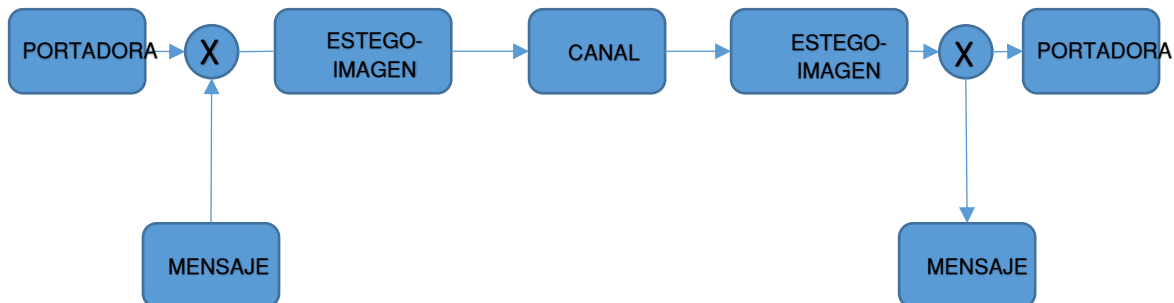 PORTADORA
X
ESTEGO-
IMAGEN
CANAL
ESTEGO-
IMAGEN
X
PORTADORA
MENSAJE
MENSAJE